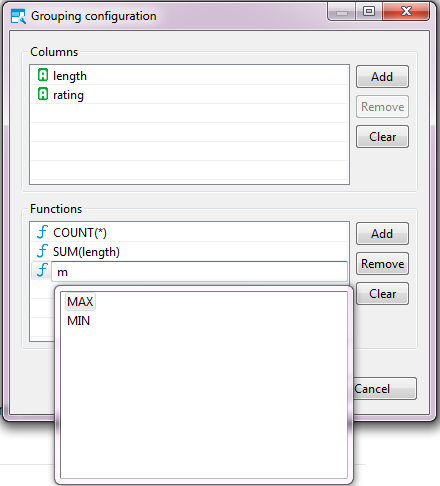 Grouping configuration
Columns
length
rating
Add
Remove
Clear
Functions
COUNT(*)
SUM(length)
m
Add
Remove
Clear
MAX
MIN
Cancel